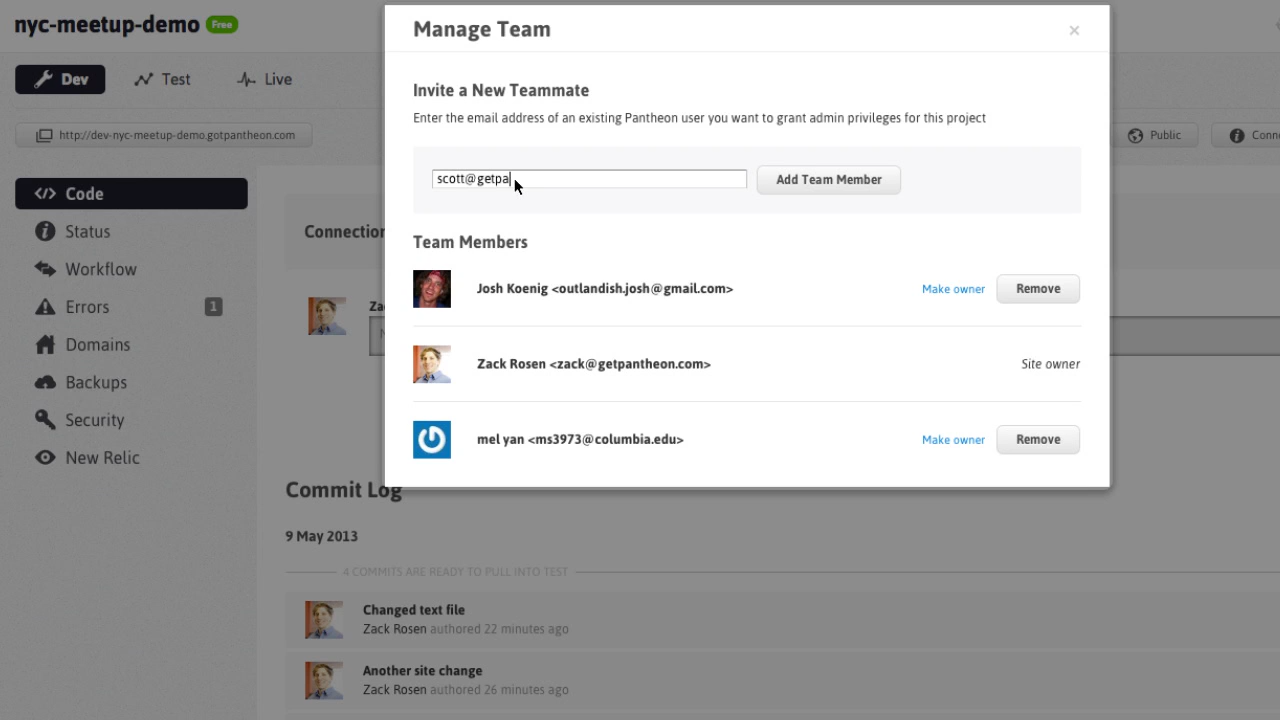 nyc-meetup-demo Free
Dev Test Live
http://dev-nyc-meetup-demo.gotpantheon.com
Public
Code
Status
Workflow
Errors 1
Domains
Backups
Security
New Relic
Connection
Manage Team ×
Invite a New Teammate
Enter the email address of an existing Pantheon user you want to grant admin privileges for this project
scott@getpa
Add Team Member
Team Members
Josh Koenig <outlandish.josh@gmail.com> Make owner Remove
Zack Rosen <zack@getpantheon.com> Site owner
mel yan <ms3973@columbia.edu> Make owner Remove
Commit Log
9 May 2013
4 COMMITS ARE READY TO PULL INTO TEST
Changed text file
Zack Rosen authored 22 minutes ago
Another site change
Zack Rosen authored 26 minutes ago